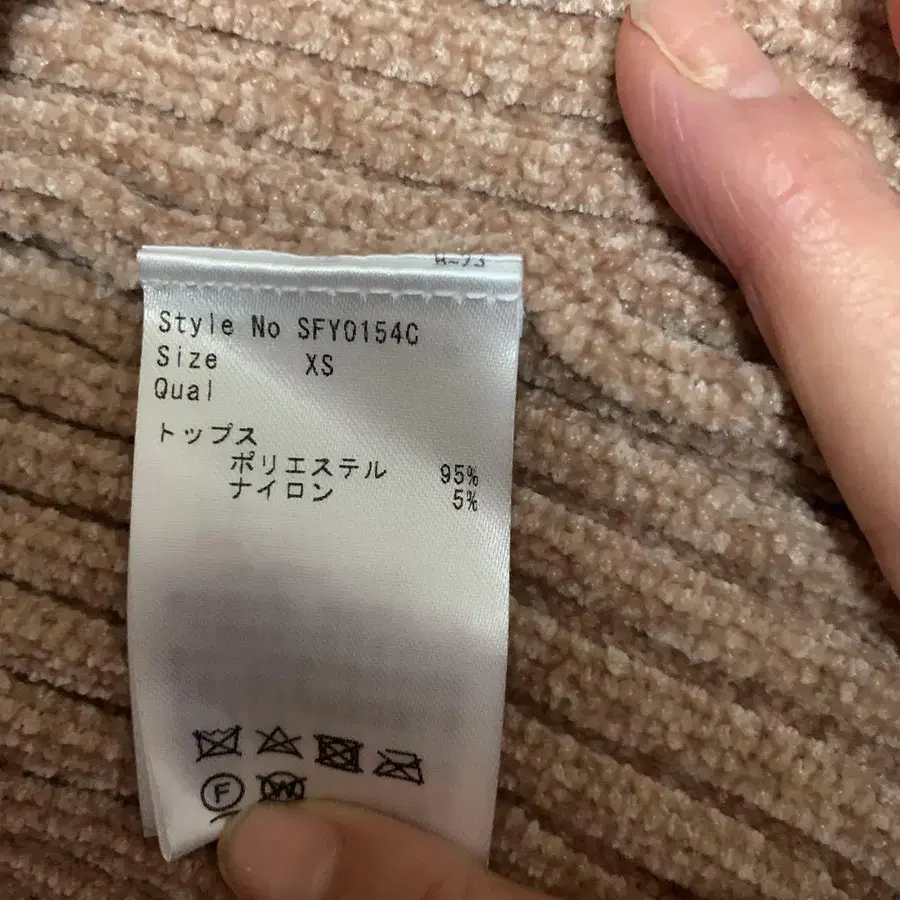 Style No SFY0154C
Size XS
Qual
トップス
ポリエステル 95%
ナイロン 5%
F
W